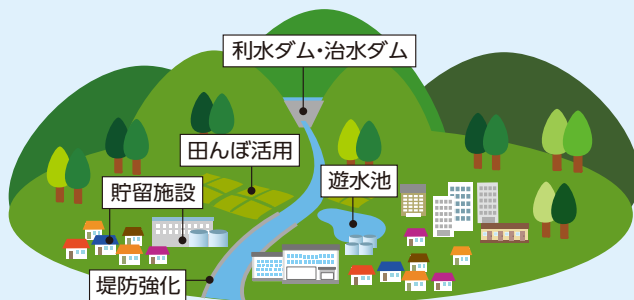 利水ダム・治水ダム
田んぼ活用
遊水池
貯留施設
堤防強化